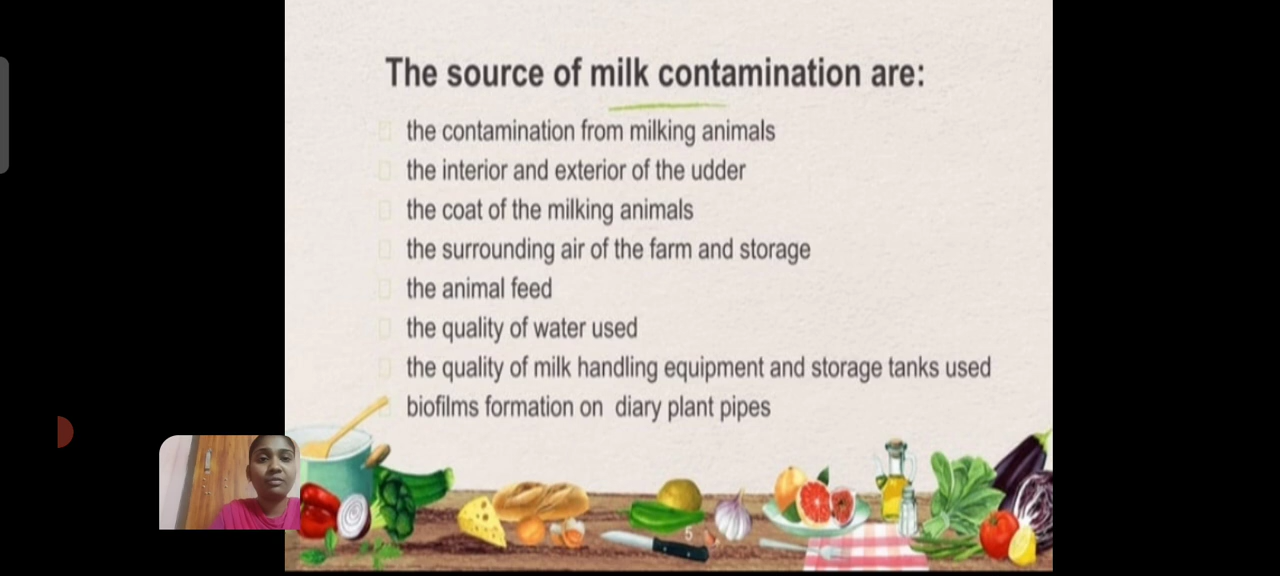 The source of milk contamination are:
the contamination from milking animals
the interior and exterior of the udder
the coat of the milking animals
the surrounding air of the farm and storage
the animal feed
the quality of water used
the quality of milk handling equipment and storage tanks used
biofilms formation on diary plant pipes
5